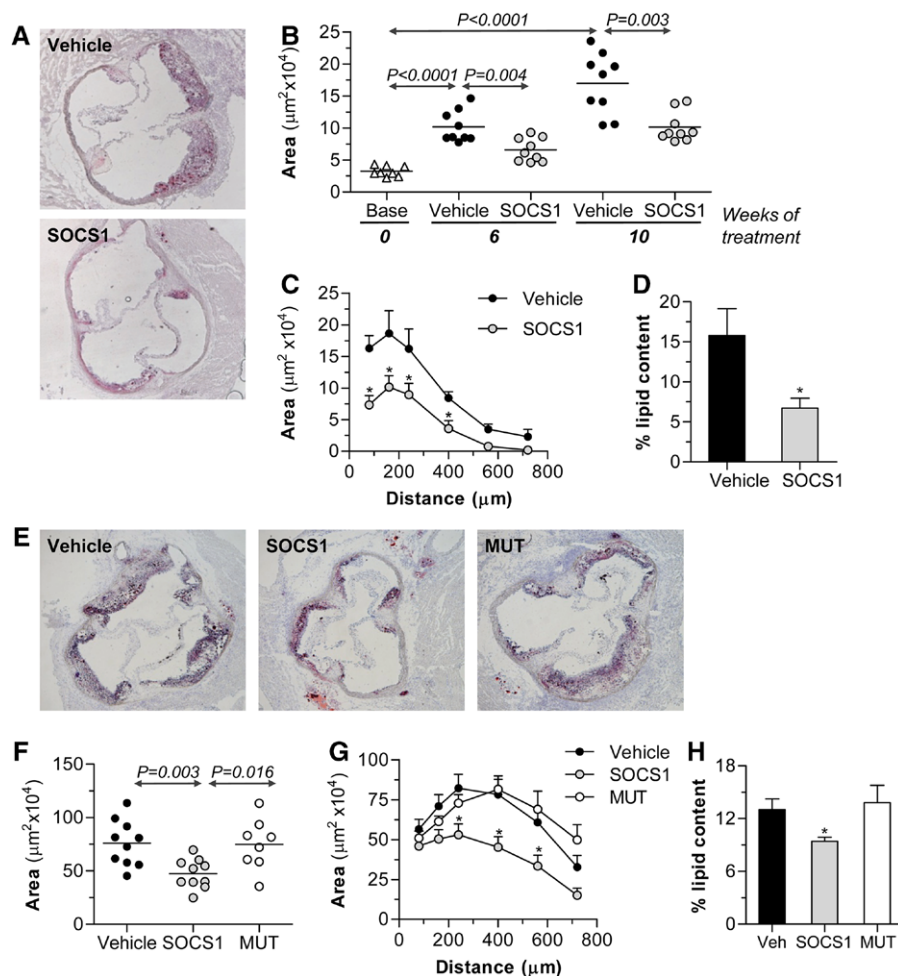 A
Vehicle
SOCS1
B
P<0.0001
P=0.003
P<0.0001
P=0.004
Area (μm²x10⁴)
25
20
15
10
5
0
Base
Vehicle
SOCS1
Vehicle
SOCS1
0
6
10
Weeks of
treatment
C
Area (μm² x10⁴)
25
20
15
10
5
0
Vehicle
SOCS1
*
*
*
*
0
200
400
600
800
Distance (μm)
D
% lipid content
20
15
10
5
0
*
Vehicle
SOCS1
E
Vehicle
SOCS1
MUT
F
P=0.003
P=0.016
Area (μm²x10⁴)
150
100
50
0
Vehicle
SOCS1
MUT
G
Area (μm² x10⁴)
100
75
50
25
0
Vehicle
SOCS1
MUT
*
*
*
0
200
400
600
800
Distance (μm)
H
% lipid content
18
12
6
0
*
Veh
SOCS1
MUT